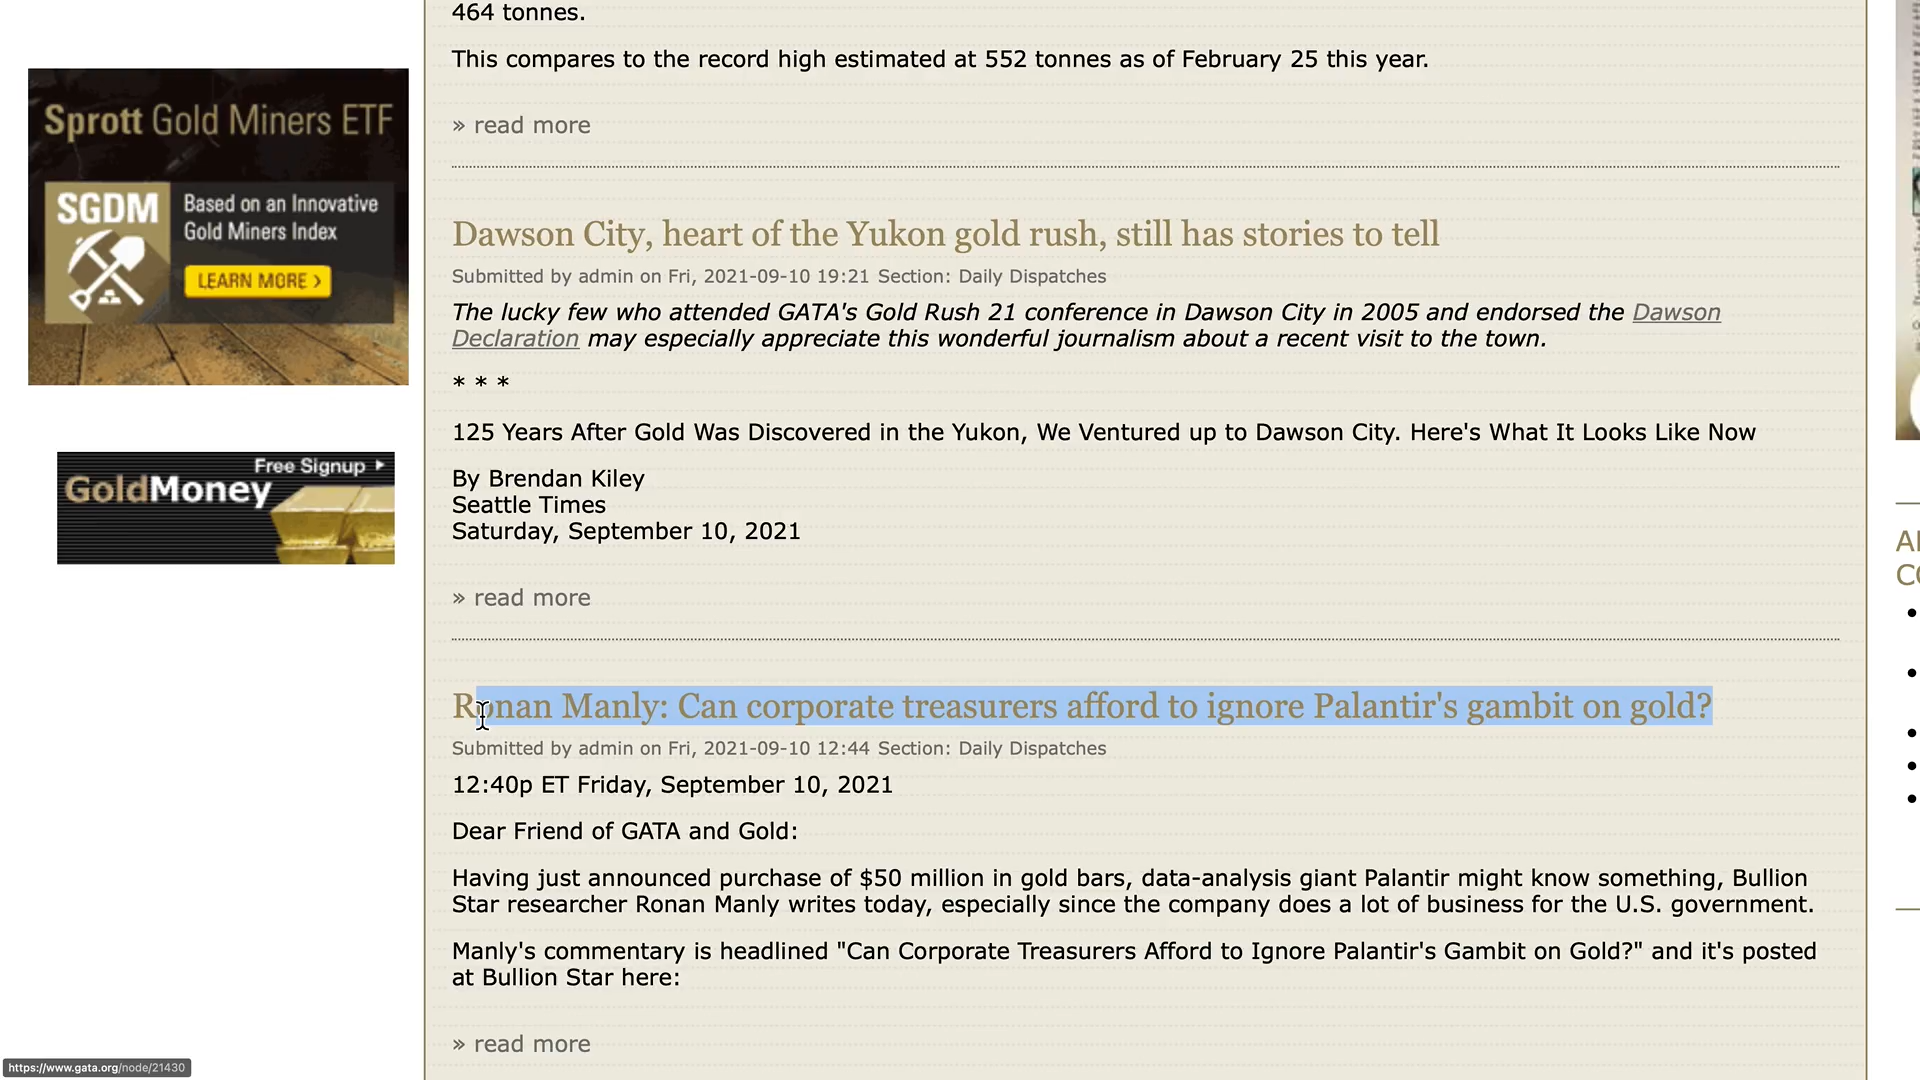 464 tonnes.
This compares to the record high estimated at 552 tonnes as of February 25 this year.
» read more
Sprott Gold Miners ETF
SGDM
Based on an Innovative
Gold Miners Index
LEARN MORE >
Free Signup
GoldMoney
Dawson City, heart of the Yukon gold rush, still has stories to tell
Submitted by admin on Fri, 2021-09-10 19:21 Section: Daily Dispatches
The lucky few who attended GATA's Gold Rush 21 conference in Dawson City in 2005 and endorsed the Dawson
Declaration may especially appreciate this wonderful journalism about a recent visit to the town.
* * *
125 Years After Gold Was Discovered in the Yukon, We Ventured up to Dawson City. Here's What It Looks Like Now
By Brendan Kiley
Seattle Times
Saturday, September 10, 2021
» read more
Ronan Manly: Can corporate treasurers afford to ignore Palantir's gambit on gold?
Submitted by admin on Fri, 2021-09-10 12:44 Section: Daily Dispatches
12:40p ET Friday, September 10, 2021
Dear Friend of GATA and Gold:
Having just announced purchase of $50 million in gold bars, data-analysis giant Palantir might know something, Bullion
Star researcher Ronan Manly writes today, especially since the company does a lot of business for the U.S. government.
Manly's commentary is headlined "Can Corporate Treasurers Afford to Ignore Palantir's Gambit on Gold?" and it's posted
at Bullion Star here:
» read more
https://www.gata.org/node/21430